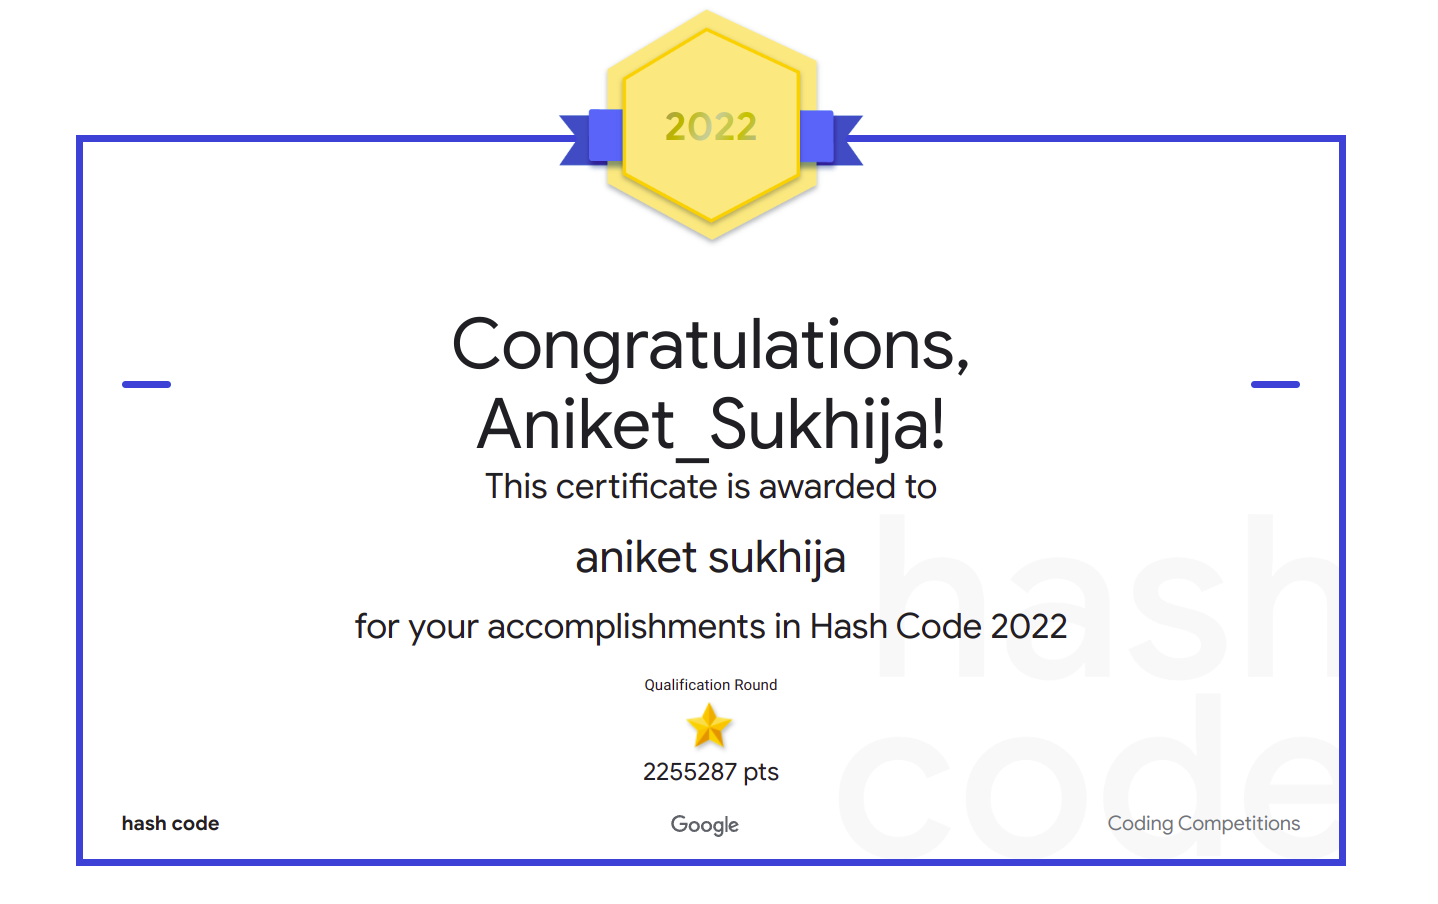 2022
Congratulations,
Aniket_Sukhija!
This certificate is awarded to
aniket sukhija
for your accomplishments in Hash Code 2022
Qualification Round
2255287 pts
hash
code
hash code
Google
Coding Competitions